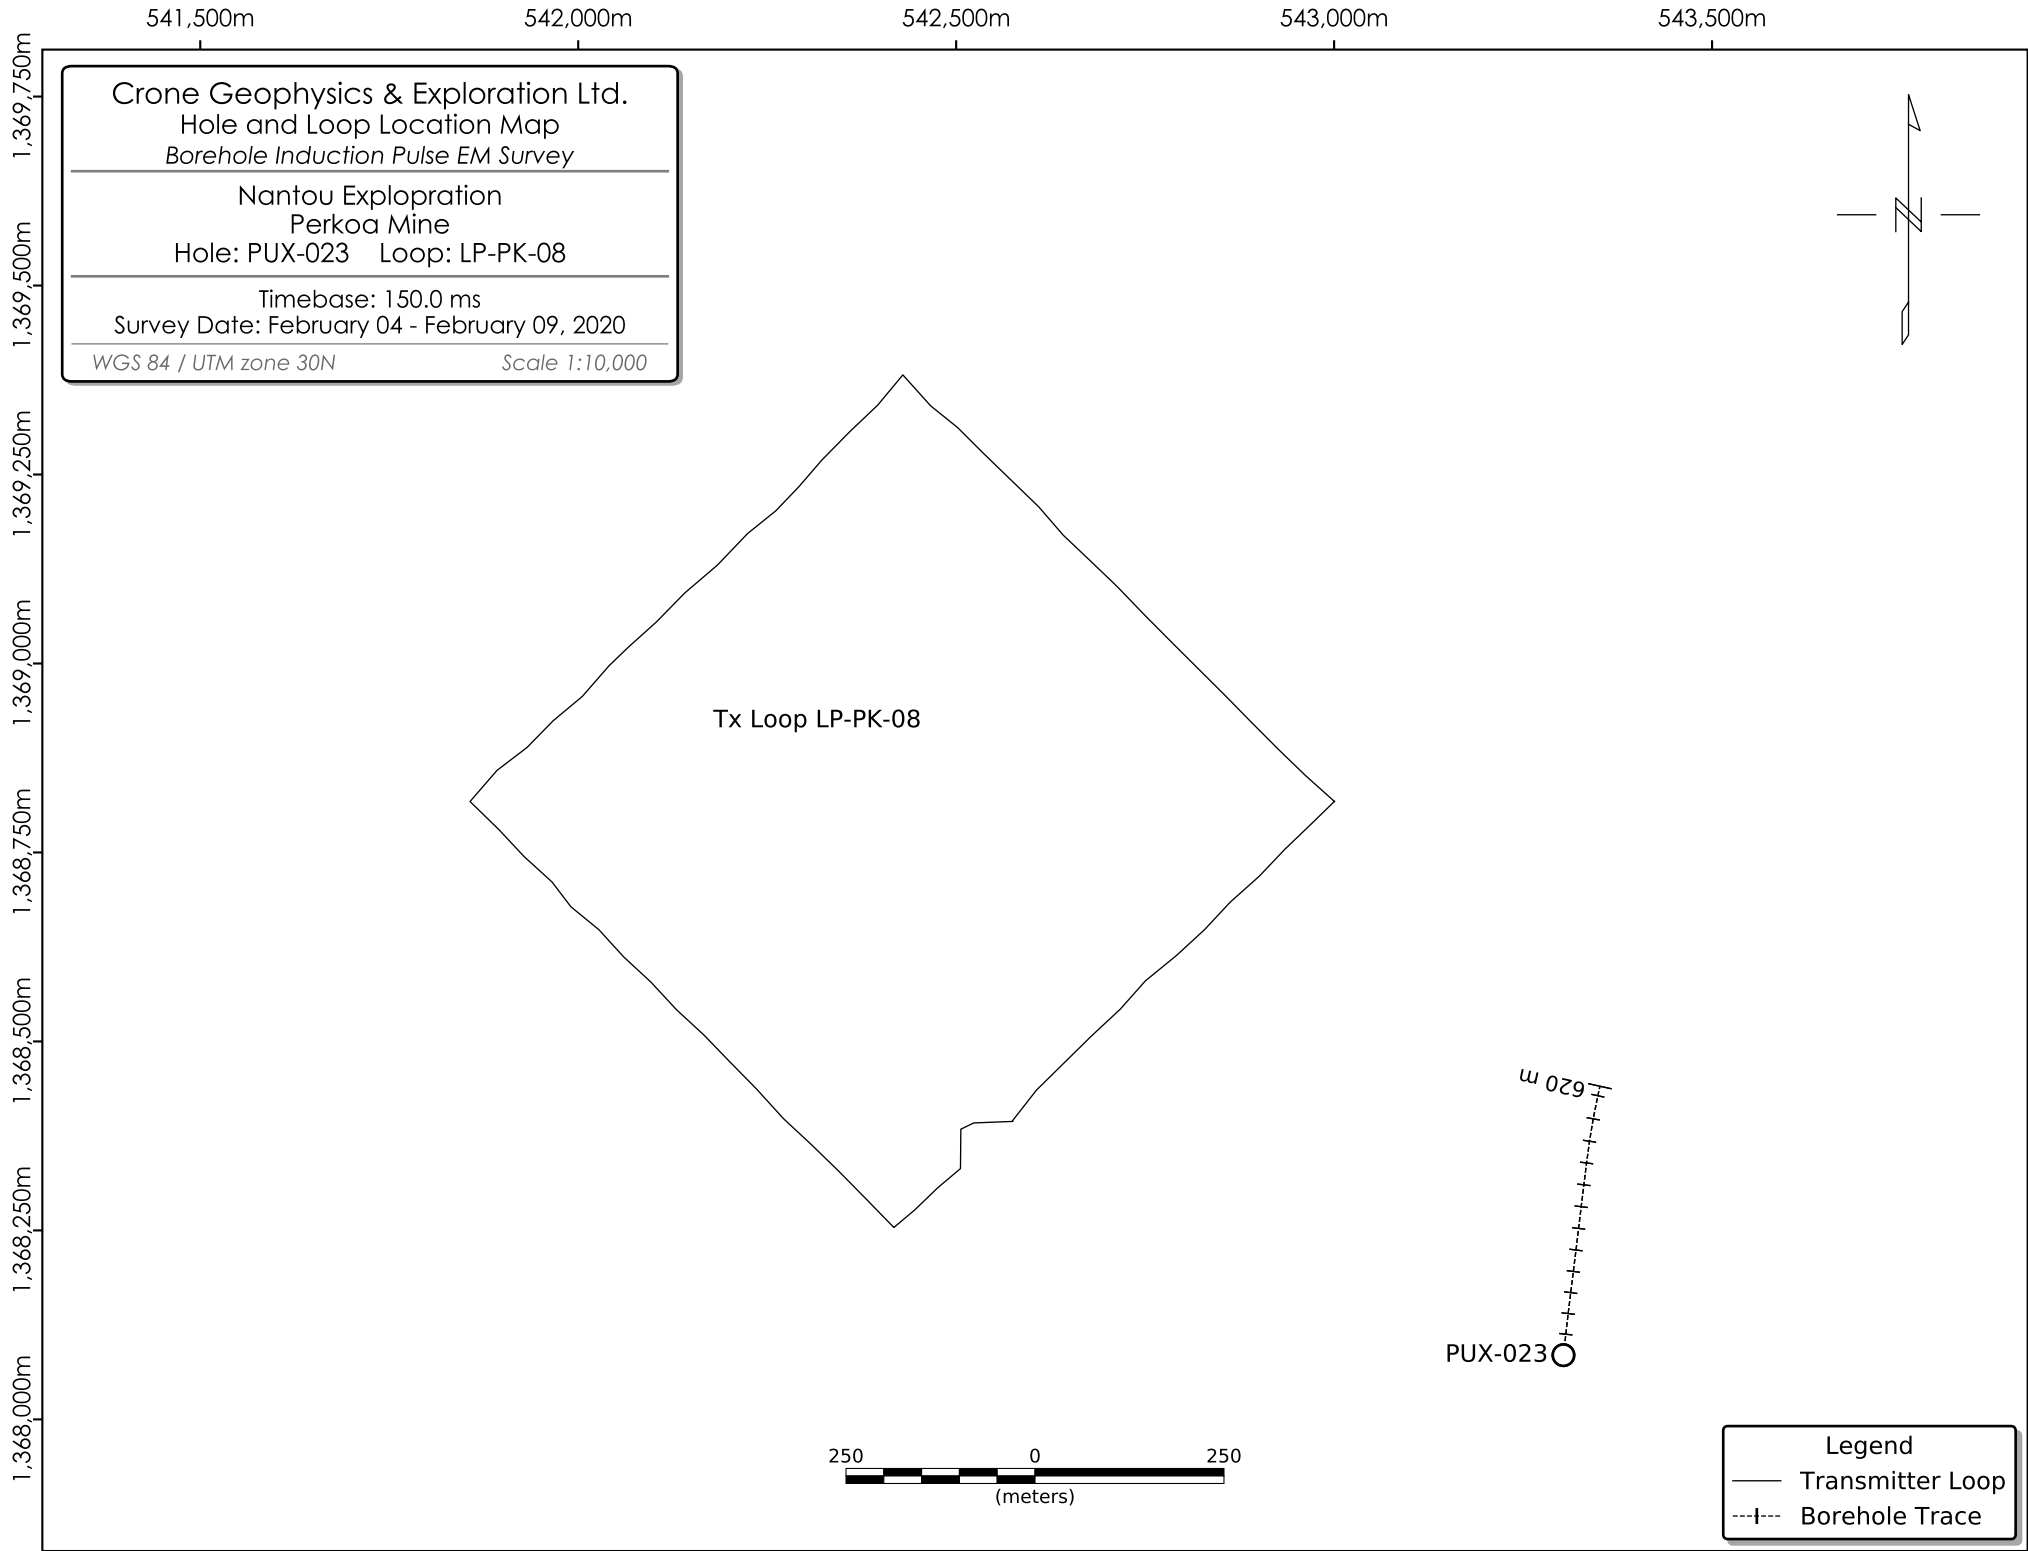 541,500m 542,000m 542,500m 543,000m 543,500m
1,369,750m
1,369,500m
1,369,250m
1,369,000m
1,368,750m
1,368,500m
1,368,250m
1,368,000m
Crone Geophysics & Exploration Ltd.
Hole and Loop Location Map
Borehole Induction Pulse EM Survey
Nantou Explopration
Perkoa Mine
Hole: PUX-023 Loop: LP-PK-08
Timebase: 150.0 ms
Survey Date: February 04 - February 09, 2020
WGS 84 / UTM zone 30N Scale 1:10,000
N
Tx Loop LP-PK-08
620 m
PUX-023
250 0 250
(meters)
Legend
Transmitter Loop
Borehole Trace